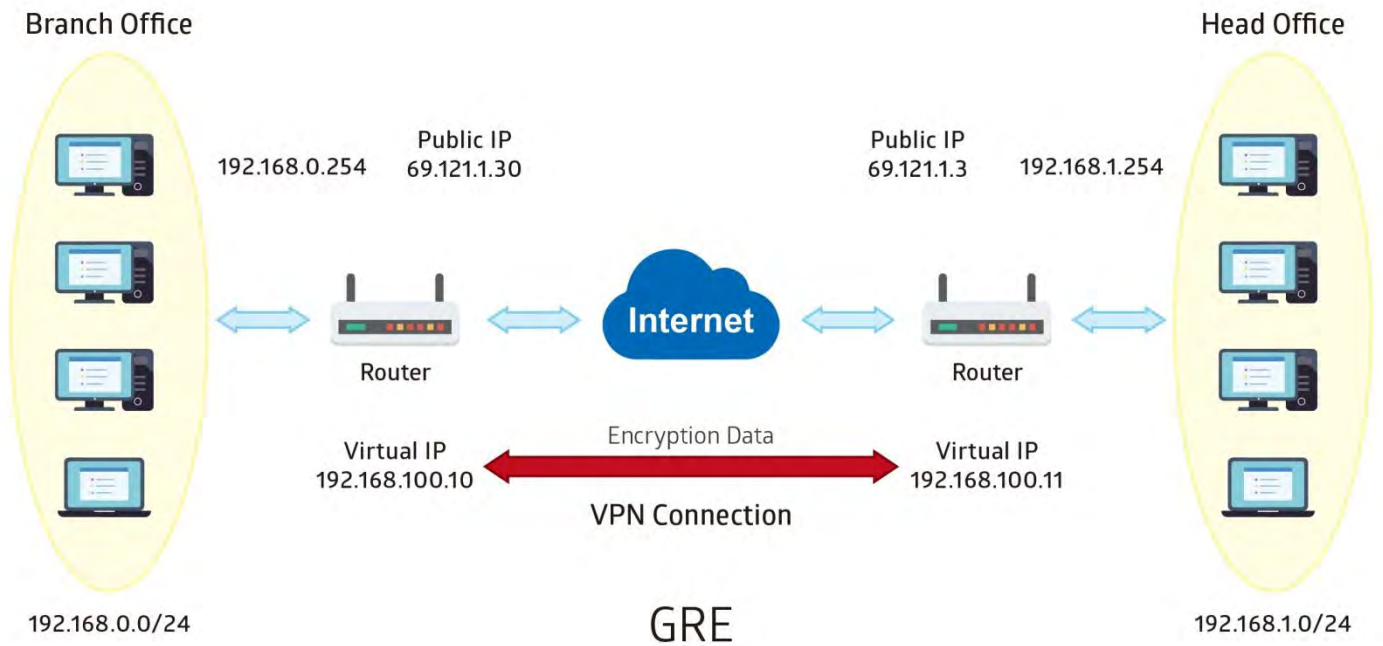 Branch Office
Head Office
Public IP
69.121.1.30
192.168.0.254
Public IP
69.121.1.3
192.168.1.254
Internet
Router
Router
Virtual IP
192.168.100.10
Encryption Data
Virtual IP
192.168.100.11
VPN Connection
192.168.0.0/24
GRE
192.168.1.0/24